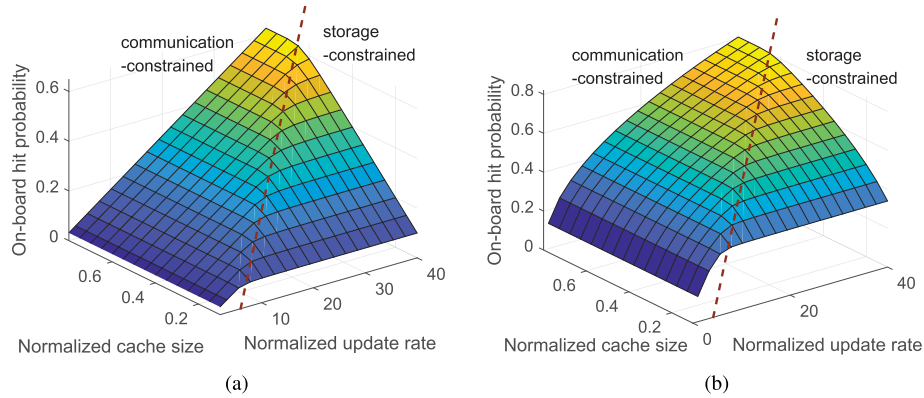 (a)
communication
-constrained
storage
-constrained
On-board hit probability
0.6
0.4
0.2
0
0.6
0.4
0.2
Normalized cache size
10
20
30
40
Normalized update rate
(a)
(b)
communication
-constrained
storage
-constrained
On-board hit probability
0.8
0.6
0.4
0.2
0
0.6
0.4
0.2
Normalized cache size
0
20
40
Normalized update rate
(b)